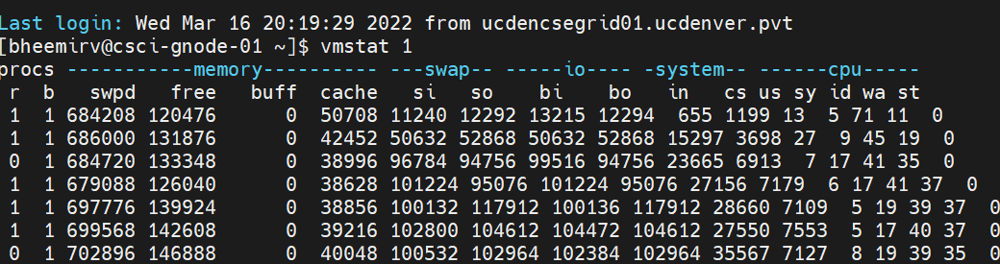 Last login: Wed Mar 16 20:19:29 2022 from ucdencsegrid01.ucdenver.pvt
[bheemirv@csci-gnode-01 ~]$ vmstat 1
procs -----------memory---------- ---swap-- -----io---- -system-- ------cpu-----
 r  b   swpd   free   buff  cache   si   so    bi    bo   in   cs us sy id wa st
 1  1 684208 120476      0  50708 11240 12292 13215 12294  655 1199 13  5 71 11  0
 1  1 686000 131876      0  42452 50632 52868 50632 52868 15297 3698 27  9 45 19  0
 0  1 684720 133348      0  38996 96784 94756 99516 94756 23665 6913  7 17 41 35  0
 1  1 679088 126040      0  38628 101224 95076 101224 95076 27156 7179  6 17 41 37  0
 1  1 697776 139924      0  38856 100132 117912 100136 117912 28660 7109  5 19 39 37  0
 1  1 699568 142608      0  39216 102800 104612 104472 104612 27550 7553  5 17 40 37  0
 0  1 702896 146888      0  40048 100532 102964 102384 102964 35567 7127  8 19 39 35  0